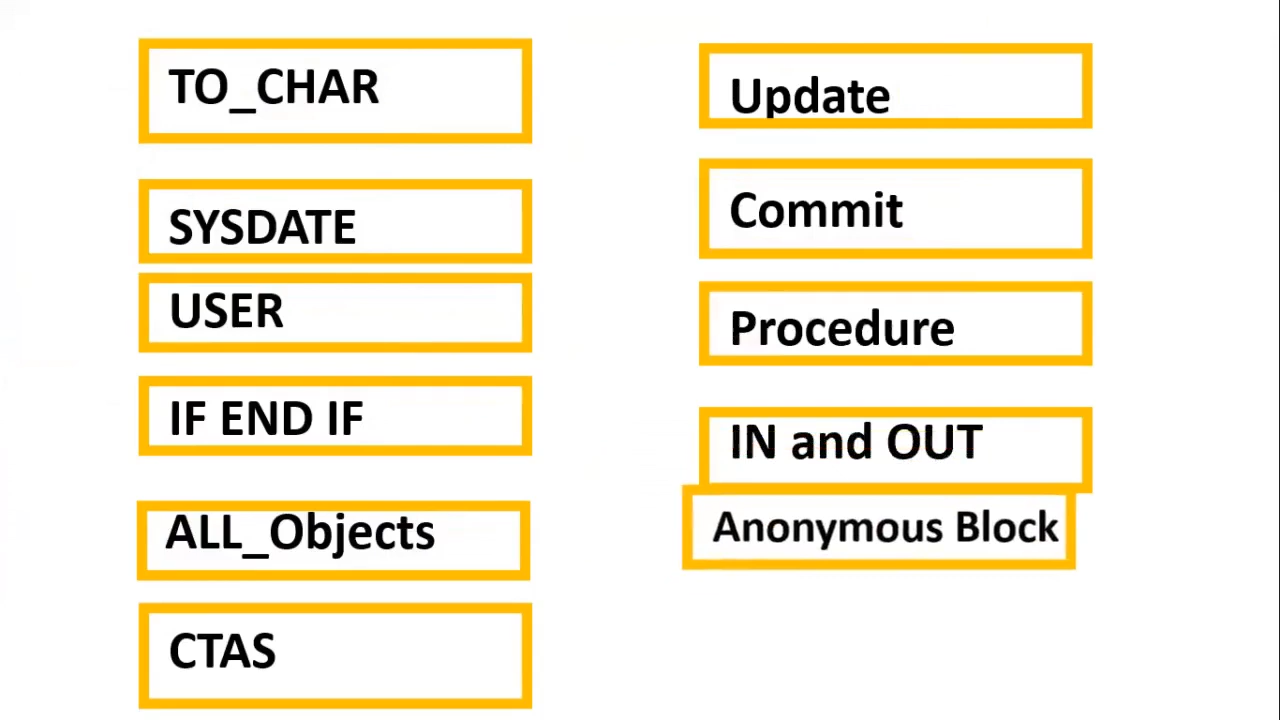 TO_CHAR
SYSDATE
USER
IF END IF
ALL_Objects
CTAS
Update
Commit
Procedure
IN and OUT
Anonymous Block